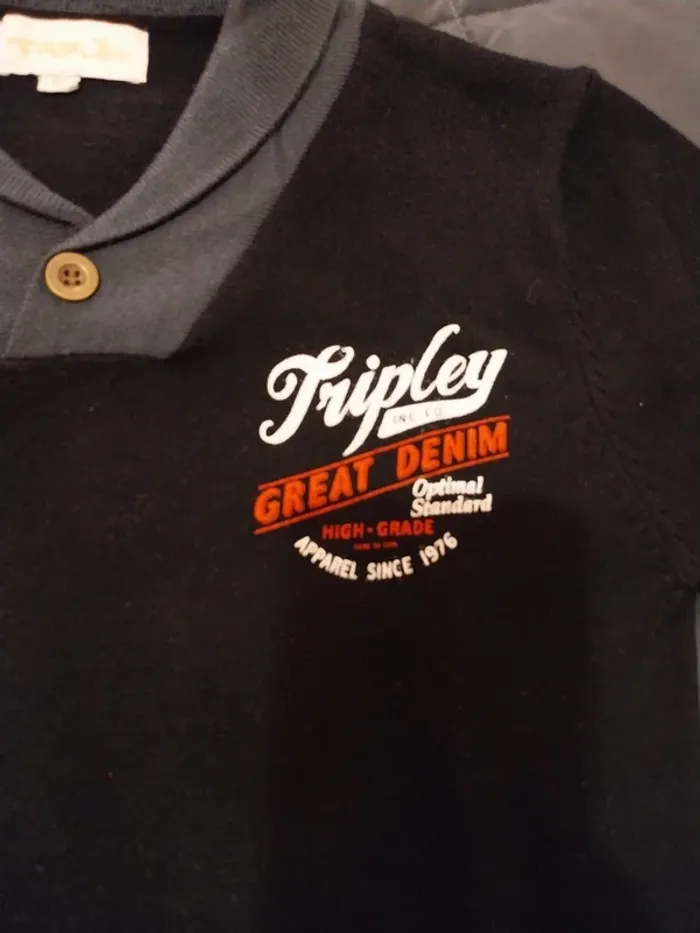 Tripley
INC. CO
GREAT DENIM
Optimal
Standard
HIGH-GRADE
APPAREL SINCE 1976